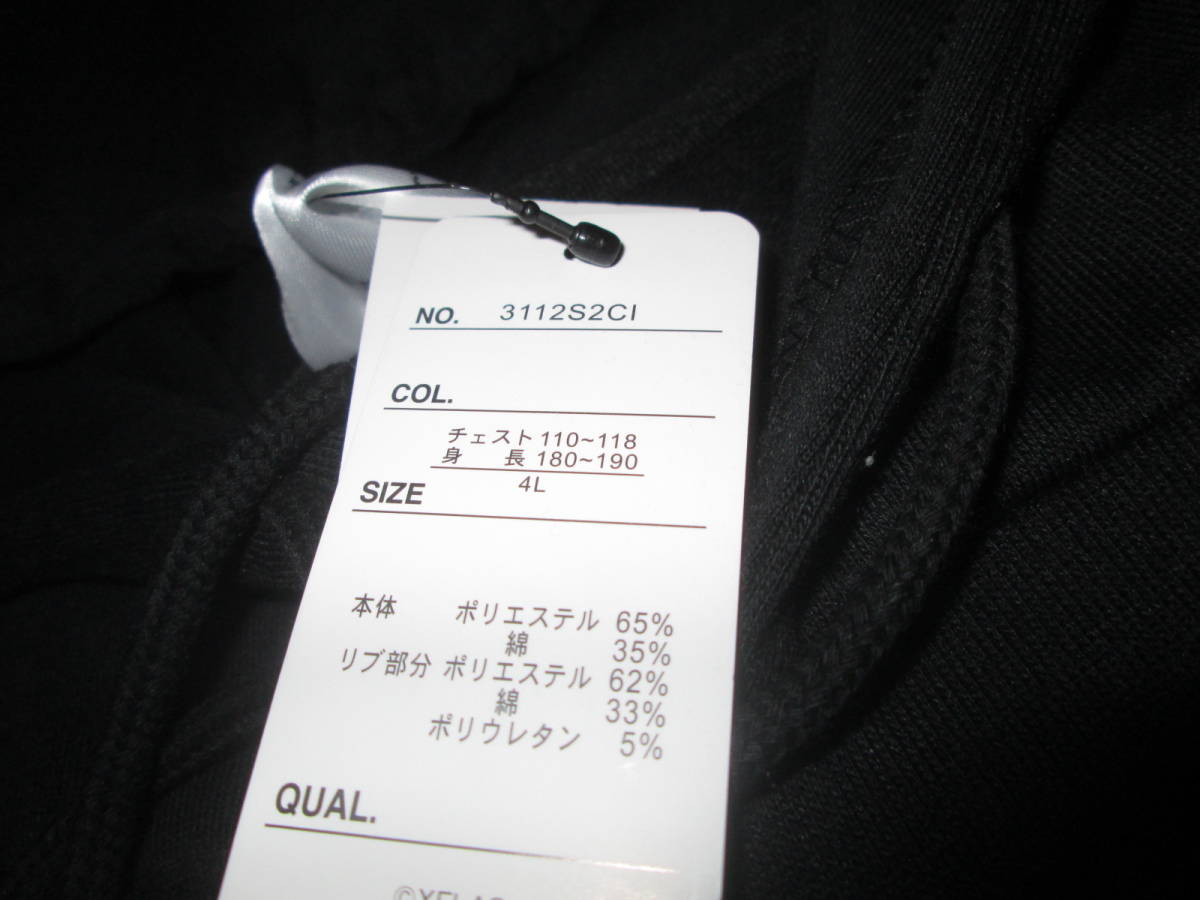 NO. 3112S2CI
COL.
チェスト 110~118
身 長 180~190
SIZE 4L
本体 ポリエステル 65%
綿 35%
リブ部分 ポリエステル 62%
綿 33%
ポリウレタン 5%
QUAL.